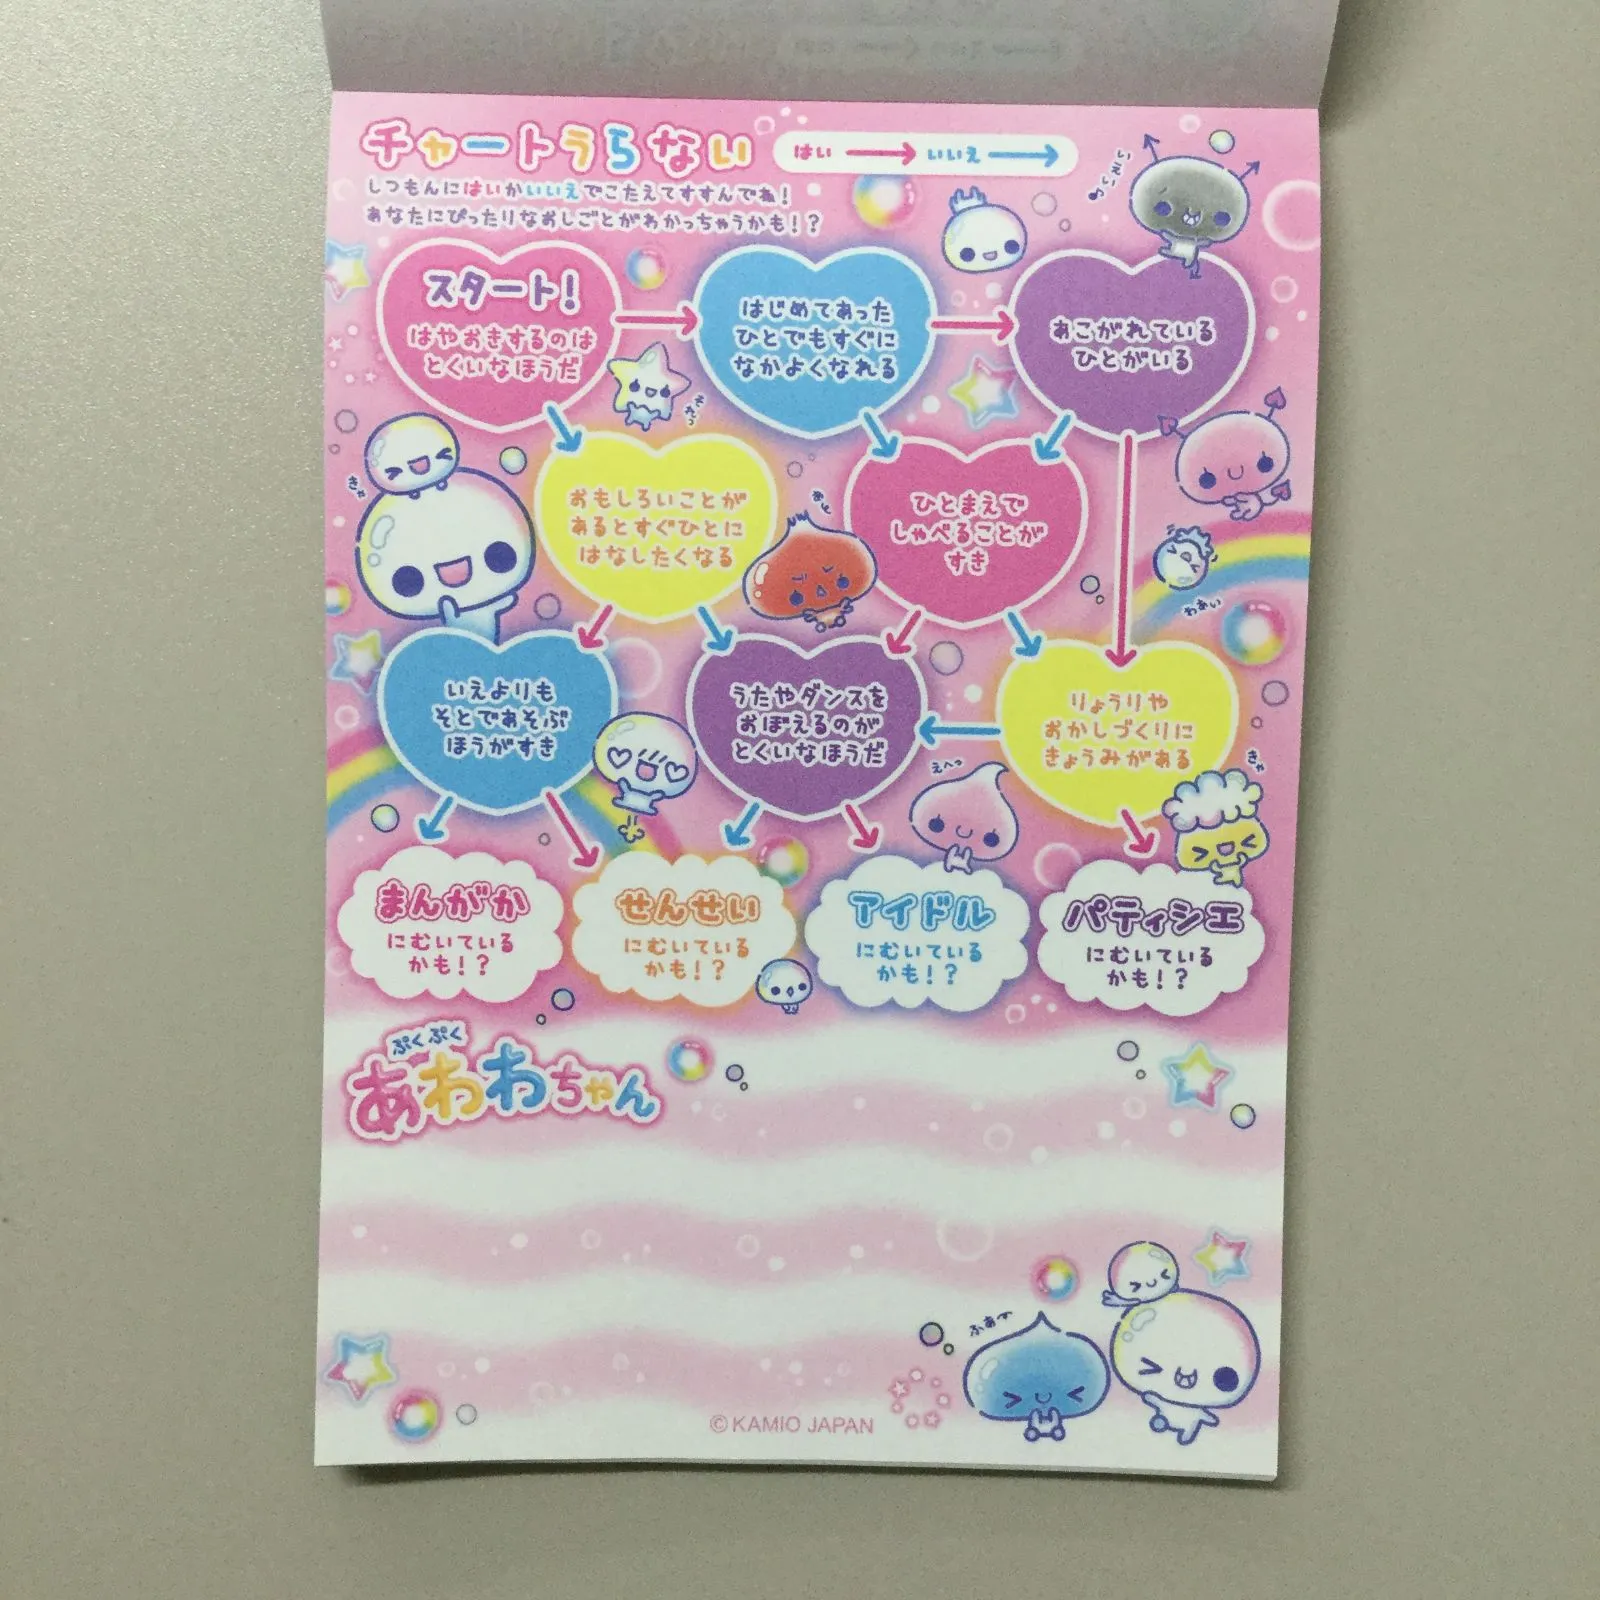 チャートうらない
はい いいえ
しつもんにはいかいいえでこたえてすすんでね！
あなたにぴったりなおしごとがわかっちゃうかも！？
スタート！
はやおきするのは
とくいなほうだ
はじめてあった
ひとでもすぐに
なかよくなれる
あこがれている
ひとがいる
おもしろいことが
あるとすぐひとに
はなしたくなる
ひとまえで
しゃべることが
すき
いえよりも
そとであそぶ
ほうがすき
うたやダンスを
おぼえるのが
とくいなほうだ
りょうりや
おかしづくりに
きょうみがある
きゃ
わあい
えへっ
きゃ
まんがか
にむいている
かも！？
せんせい
にむいている
かも！？
アイドル
にむいている
かも！？
パティシエ
にむいている
かも！？
ぷくぷく
あわわちゃん
© KAMIO JAPAN